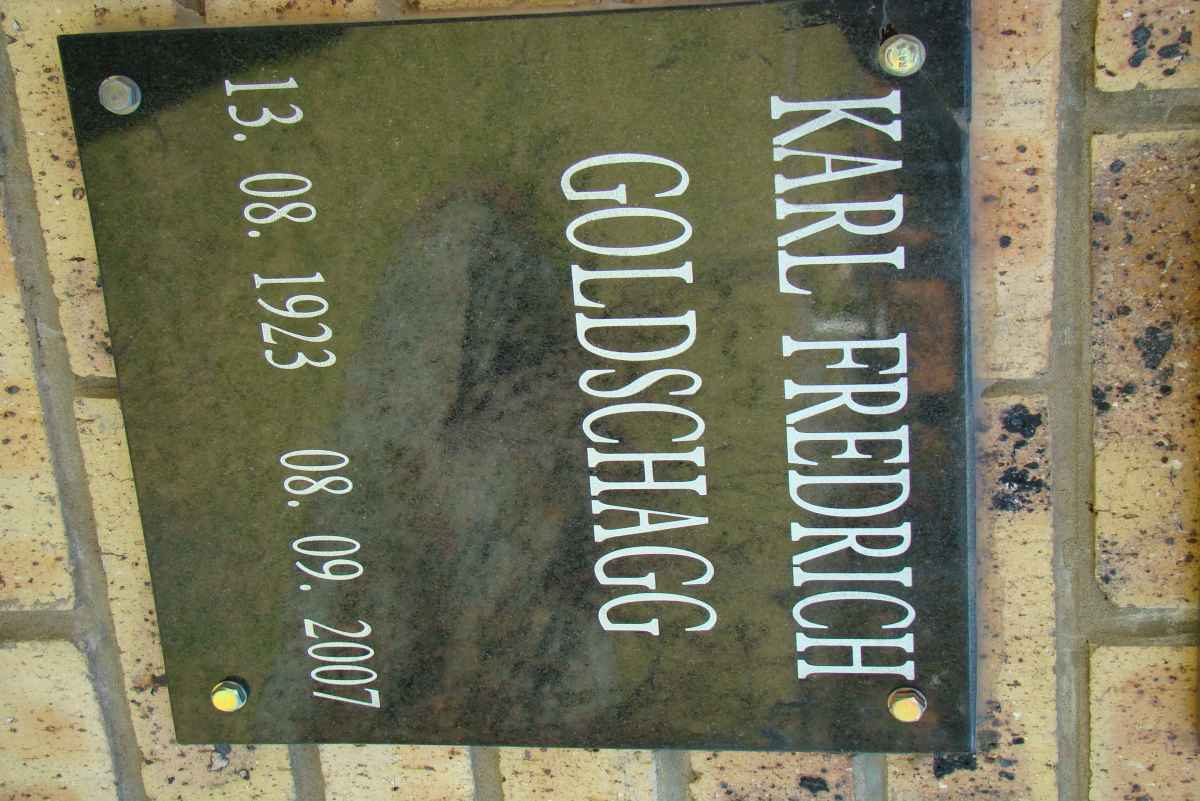 KARL FREDRICH
GOLDSCHAGG
13. 08. 1923 08. 09. 2007